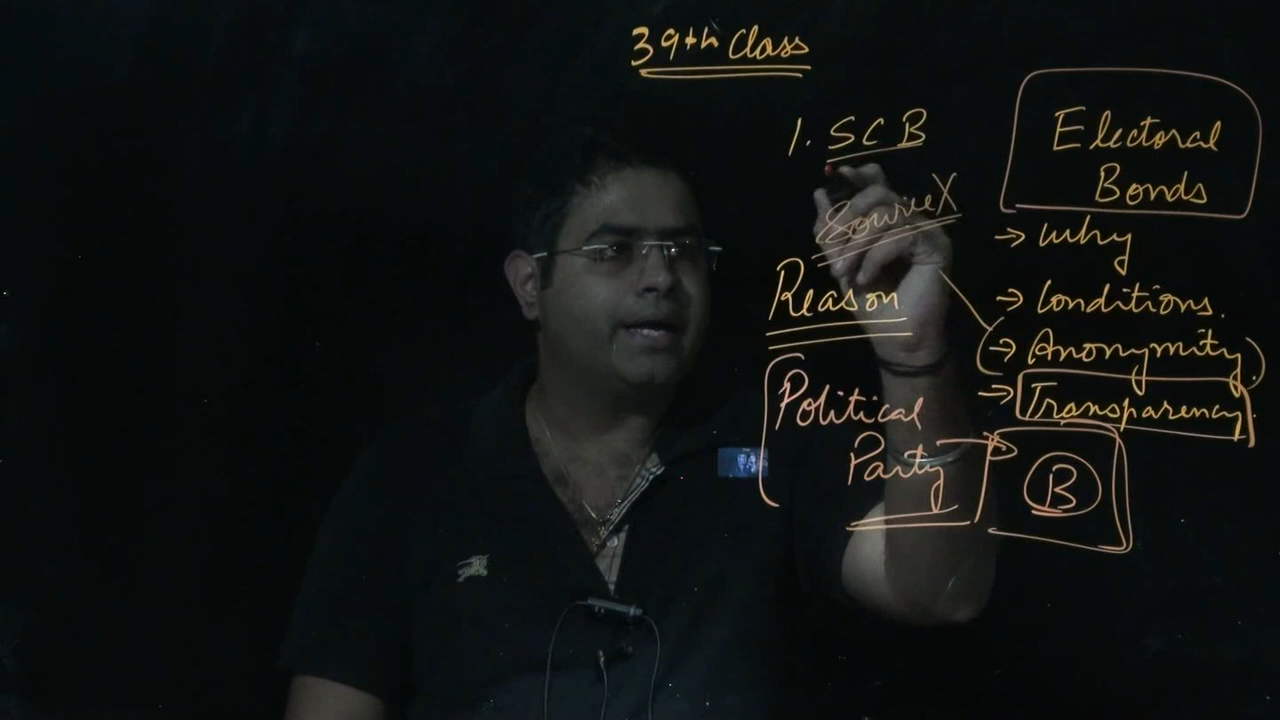 39th Class
1. SCB
Source X
Reason
Political
Party
Electoral
Bonds
→ Why
→ Conditions.
(→ Anonymity)
→ Transparency.
B